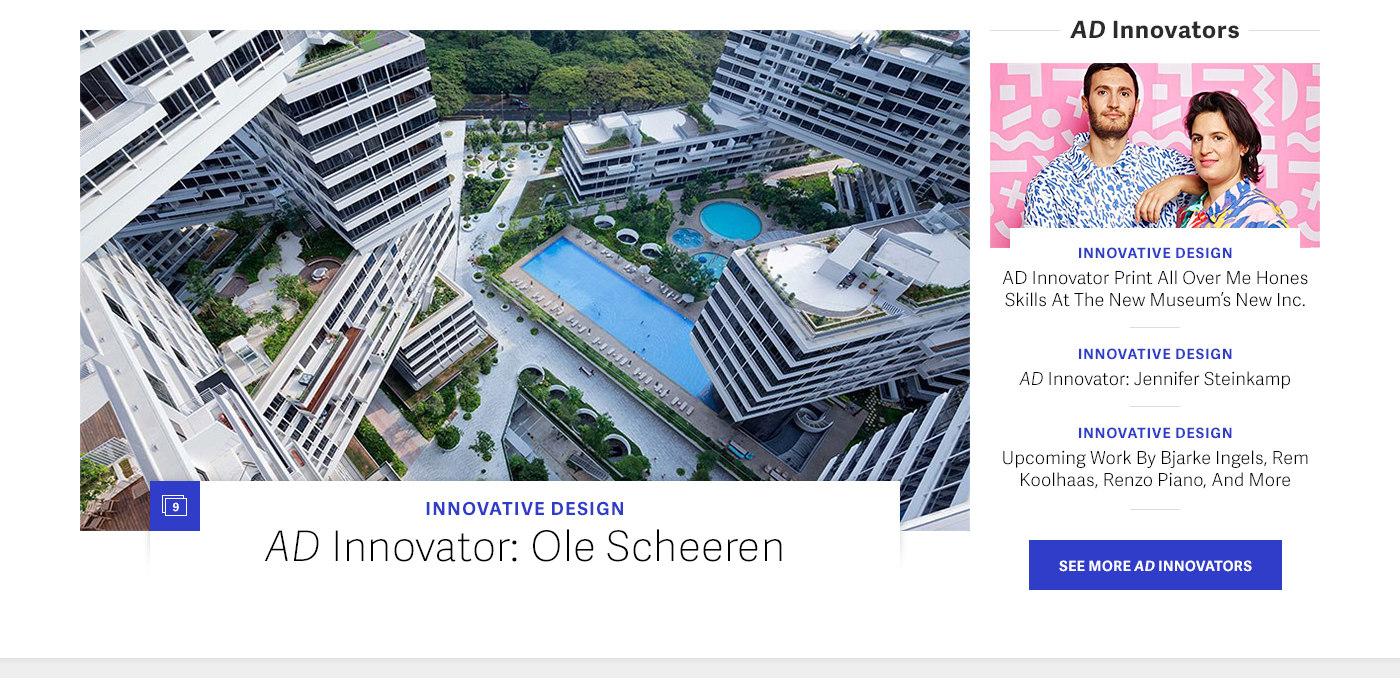 9
INNOVATIVE DESIGN
AD Innovator: Ole Scheeren
AD Innovators
INNOVATIVE DESIGN
AD Innovator Print All Over Me Hones
Skills At The New Museum’s New Inc.
INNOVATIVE DESIGN
AD Innovator: Jennifer Steinkamp
INNOVATIVE DESIGN
Upcoming Work By Bjarke Ingels, Rem
Koolhaas, Renzo Piano, And More
SEE MORE AD INNOVATORS